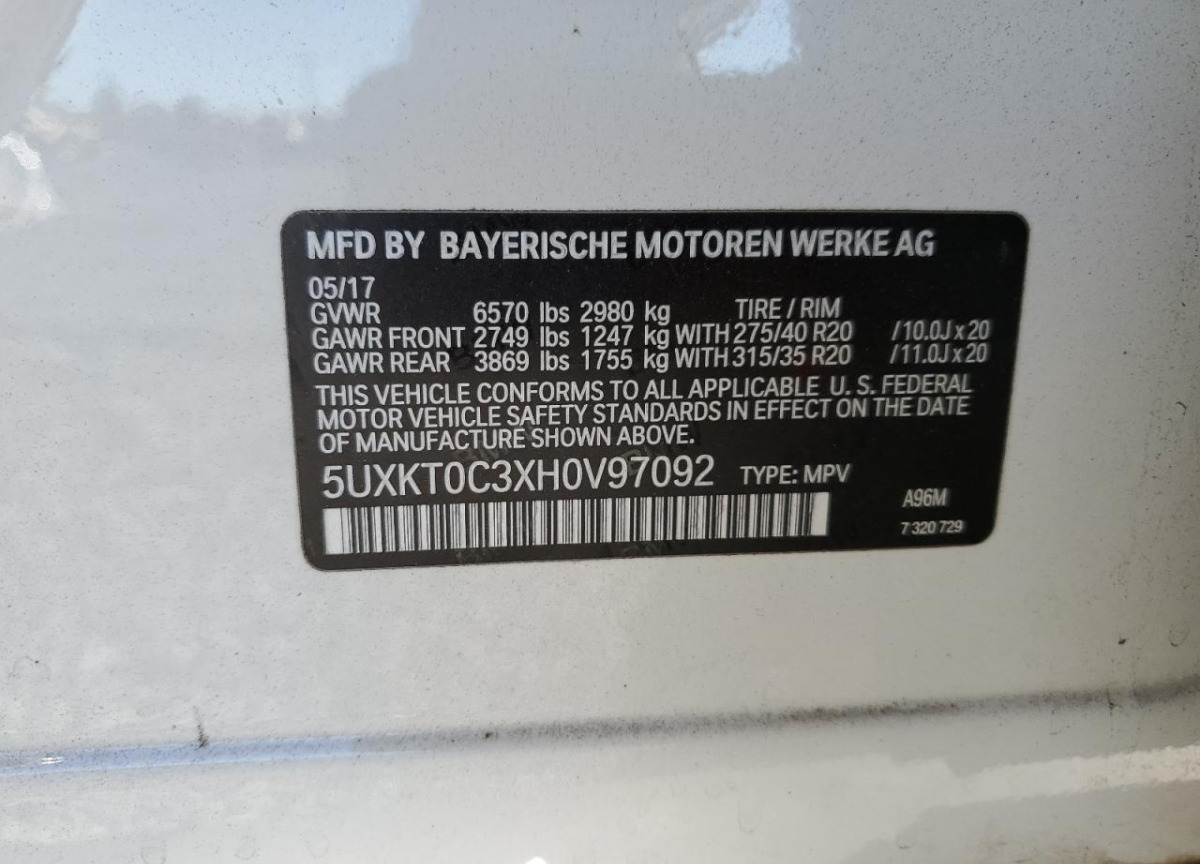 MFD BY BAYERISCHE MOTOREN WERKE AG
05/17
GVWR 6570 lbs 2980 kg TIRE / RIM
GAWR FRONT 2749 lbs 1247 kg WITH 275/40 R20 /10.0J x 20
GAWR REAR 3869 lbs 1755 kg WITH 315/35 R20 /11.0J x 20
THIS VEHICLE CONFORMS TO ALL APPLICABLE U. S. FEDERAL
MOTOR VEHICLE SAFETY STANDARDS IN EFFECT ON THE DATE
OF MANUFACTURE SHOWN ABOVE.
5UXKT0C3XH0V97092 TYPE: MPV
A96M
7 320 729